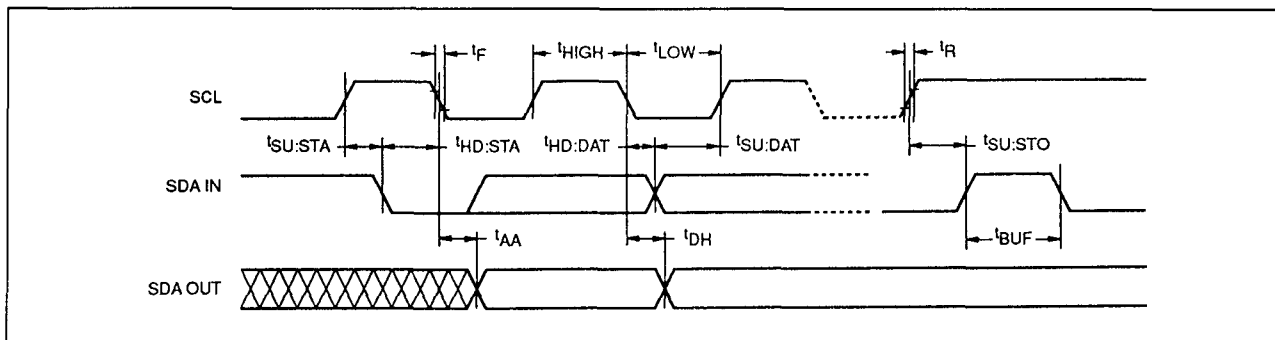 tF
tHIGH
tLOW
tR
SCL
tSU:STA
tHD:STA
tHD:DAT
tSU:DAT
tSU:STO
SDA IN
tAA
tDH
tBUF
SDA OUT